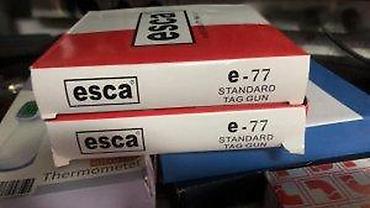 esca
esca
e-77
STANDARD
TAG GUN
esca
e-77
STANDARD
TAG GUN
Thermometer